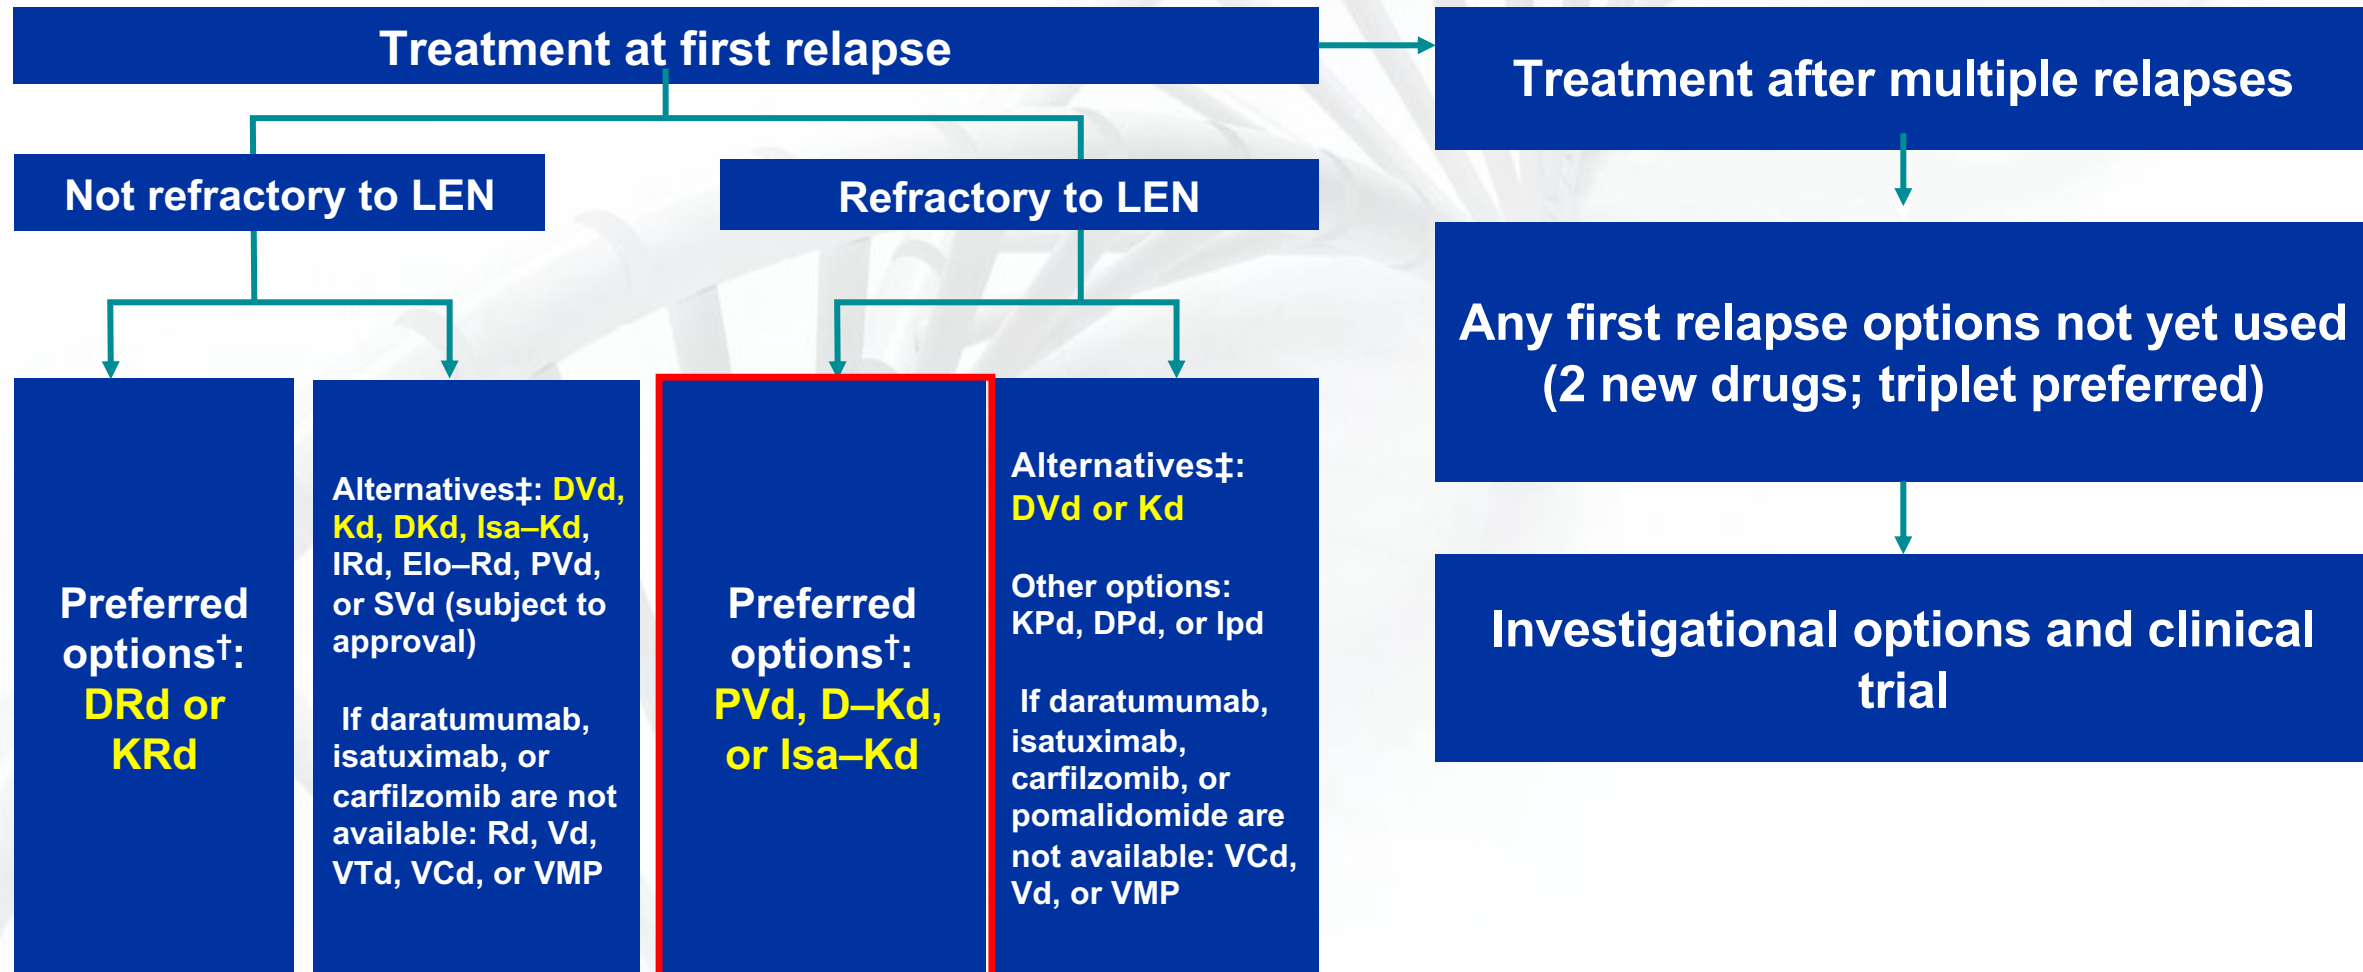 Treatment at first relapse
Not refractory to LEN
Refractory to LEN
Preferred
options†:
DRd or
KRd
Alternatives‡: DVd,
Kd, DKd, Isa–Kd,
IRd, Elo–Rd, PVd,
or SVd (subject to
approval)
If daratumumab,
isatuximab, or
carfilzomib are not
available: Rd, Vd,
VTd, VCd, or VMP
Preferred
options†:
PVd, D–Kd,
or Isa–Kd
Alternatives‡:
DVd or Kd
Other options:
KPd, DPd, or Ipd
If daratumumab,
isatuximab,
carfilzomib, or
pomalidomide are
not available: VCd,
Vd, or VMP
Treatment after multiple relapses
Any first relapse options not yet used
(2 new drugs; triplet preferred)
Investigational options and clinical
trial